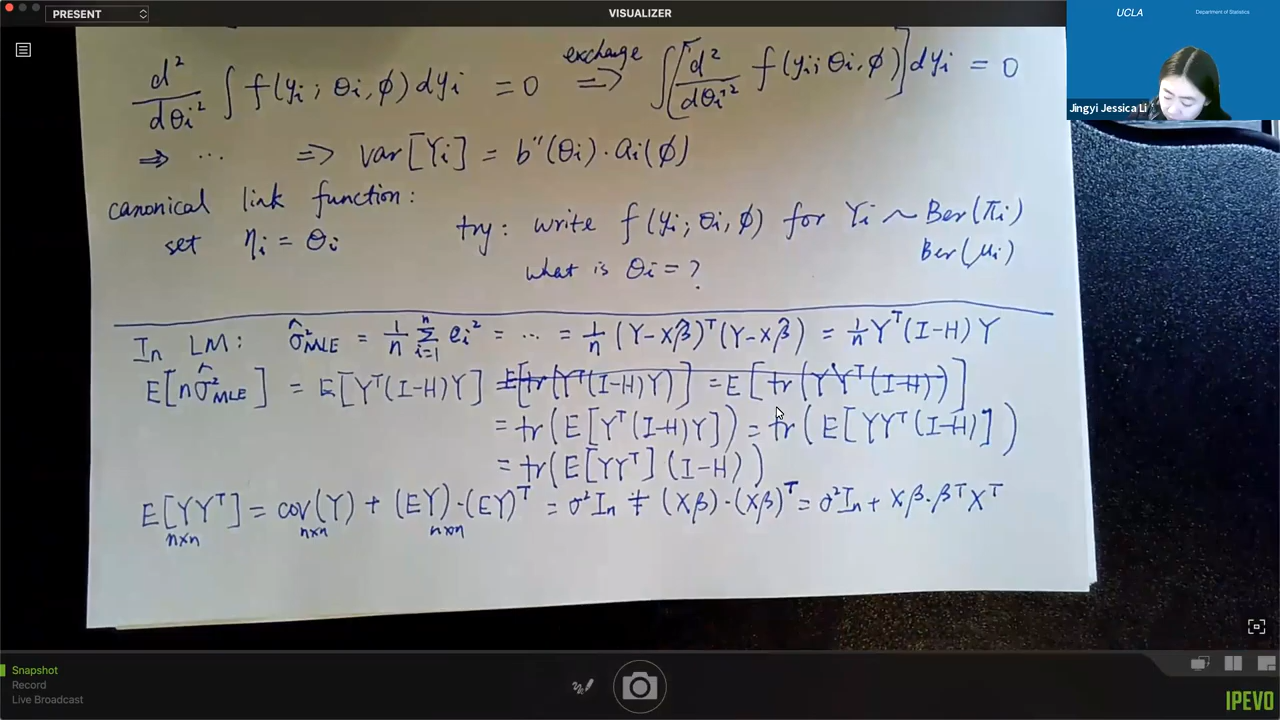 PRESENT
VISUALIZER
UCLA
Department of Statistics
Jingyi Jessica Li
d²/dθi² ∫ f(yi; θi, ϕ) dyi = 0 exchange ⇒ ∫ [d²/dθi² f(yi; θi, ϕ)] dyi = 0
⇒ ... ⇒ var[Yi] = b''(θi)·ai(ϕ)
canonical link function:
set ηi = θi
try: write f(yi; θi, ϕ) for Yi ~ Ber(πi)
Ber(μi)
what is θi = ?
In LM: σ̂²MLE = 1/n Σⁿᵢ₌₁ ei² = ... = 1/n (Y-Xβ̂)ᵀ(Y-Xβ̂) = 1/n Yᵀ(I-H)Y
E[nσ̂²MLE] = E[Yᵀ(I-H)Y] = E[tr(Yᵀ(I-H)Y)] = E[tr(YYᵀ(I-H))]
= tr(E[Yᵀ(I-H)Y]) = tr(E[YYᵀ(I-H)])
= tr(E[YYᵀ](I-H))
E[YYᵀ] = cov(Y) + (EY)·(EY)ᵀ = σ²In + (Xβ)·(Xβ)ᵀ = σ²In + Xβ·βᵀXᵀ
n×n n×n n×n
Snapshot
Record
Live Broadcast
IPEVO